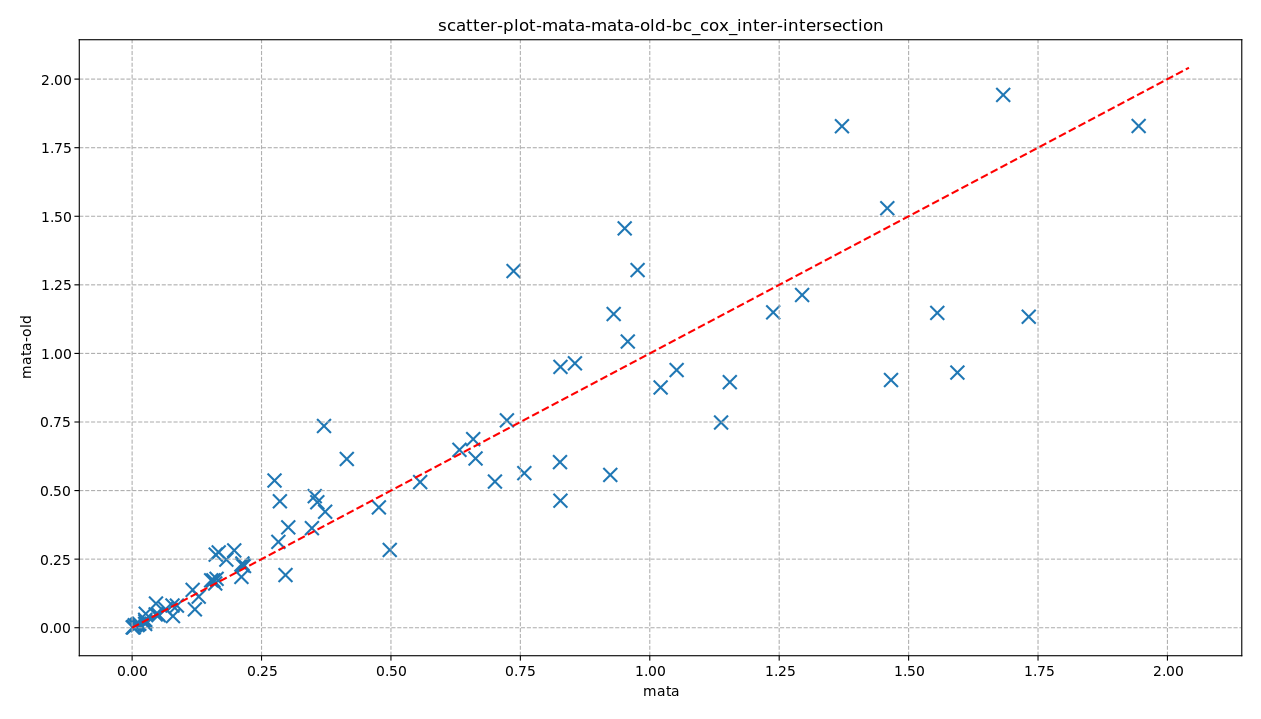 scatter-plot-mata-mata-old-bc_cox_inter-intersection
2.00
1.75
1.50
1.25
1.00
0.75
0.50
0.25
0.00
mata-old
0.00 0.25 0.50 0.75 1.00 1.25 1.50 1.75 2.00
mata